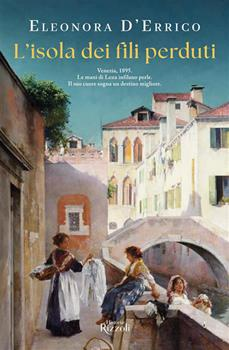 ELEONORA D'ERRICO
L'isola dei fili perduti
Venezia, 1895.
Le mani di Luza infilano perle.
Il suo cuore sogna un destino migliore.
Rizzoli